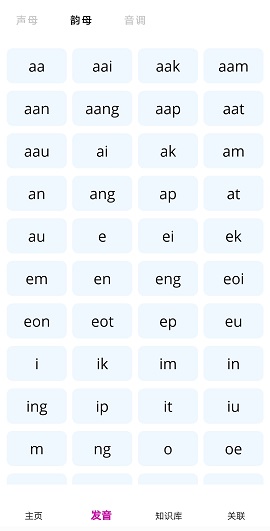 声母 韵母 音调
aa aai aak aam
aan aang aap aat
aau ai ak am
an ang ap at
au e ei ek
em en eng eoi
eon eot ep eu
i ik im in
ing ip it iu
m ng o oe
主页 发音 知识库 关联